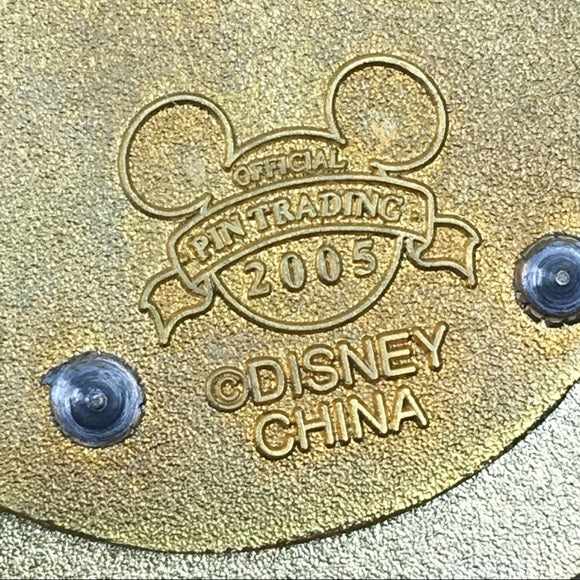 OFFICIAL
PIN TRADING
2005
©DISNEY
CHINA